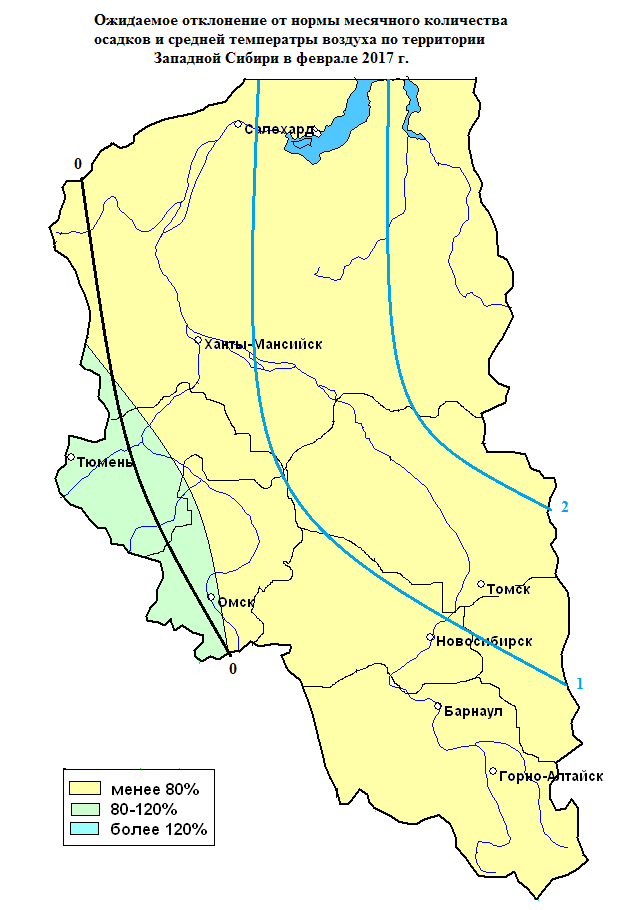 Ожидаемое отклонение от нормы месячного количества
осадков и средней температры воздуха по территории
Западной Сибири в феврале 2017 г.
Салехард
0
Ханты-Мансийск
Тюмень
2
Томск
Омск
Новосибирск
0
1
Барнаул
Горно-Алтайск
менее 80%
80-120%
более 120%